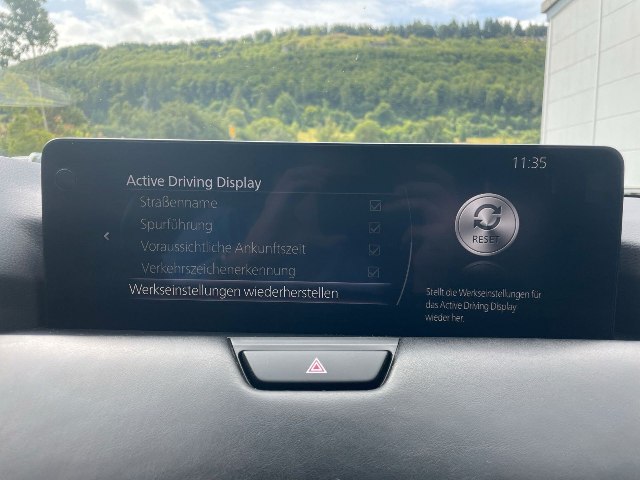 11:35
Active Driving Display
Straßenname
Spurführung
Voraussichtliche Ankunftszeit
Verkehrszeichenerkennung
Werkseinstellungen wiederherstellen
RESET
Stellt die Werkseinstellungen für
das Active Driving Display
wieder her.